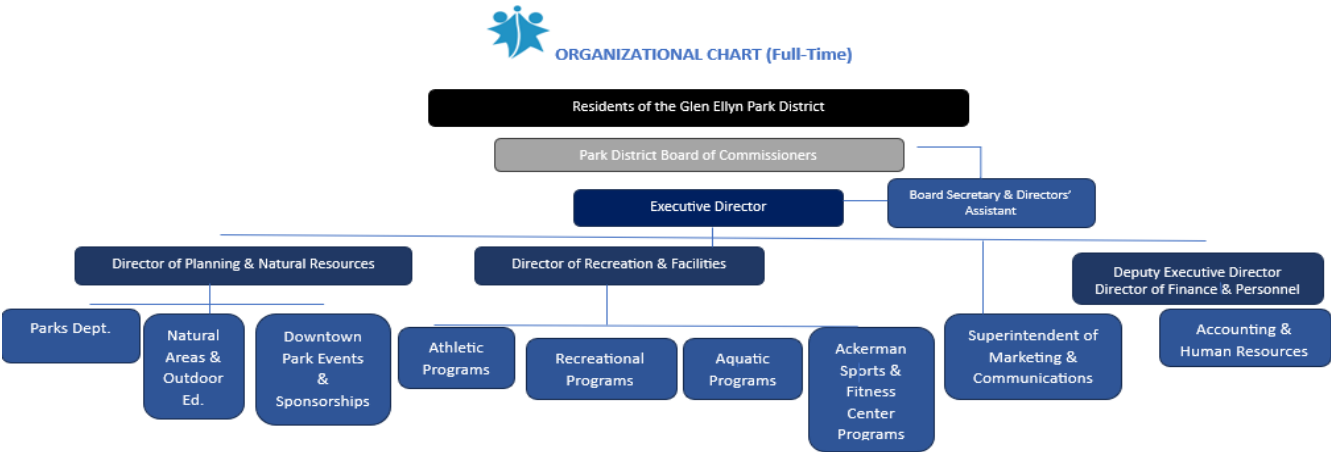 ORGANIZATIONAL CHART (Full-Time)
Residents of the Glen Ellyn Park District
Park District Board of Commissioners
Board Secretary & Directors'
Assistant
Executive Director
Director of Planning & Natural Resources
Director of Recreation & Facilities
Deputy Executive Director
Director of Finance & Personnel
Parks Dept.
Natural
Areas &
Outdoor
Ed.
Downtown
Park Events
&
Sponsorships
Athletic
Programs
Recreational
Programs
Aquatic
Programs
Ackerman
Sports &
Fitness
Center
Programs
Superintendent of
Marketing &
Communications
Accounting &
Human Resources